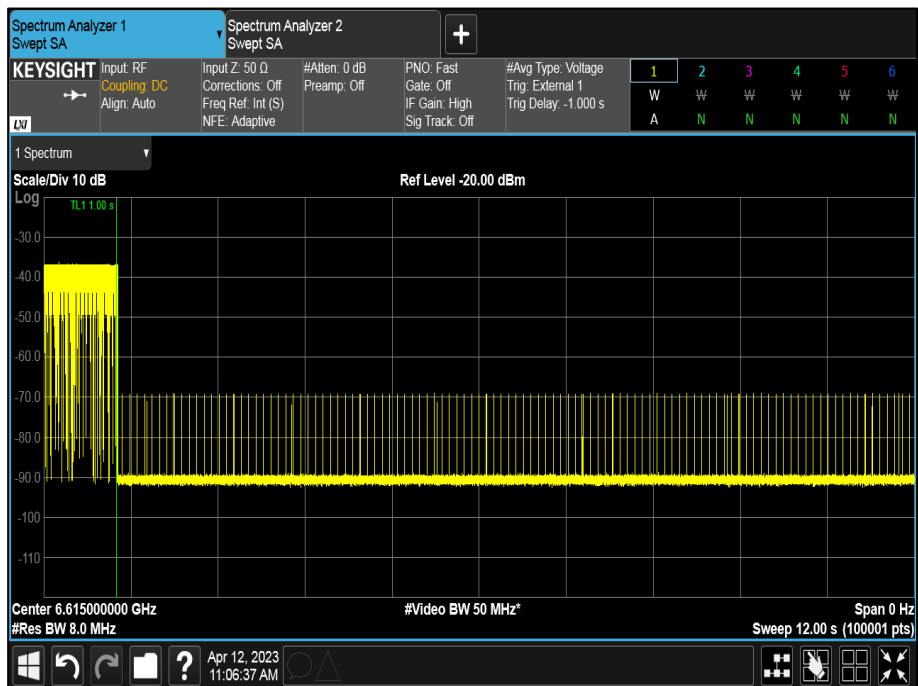 Spectrum Analyzer 1
Swept SA
Spectrum Analyzer 2
Swept SA
KEYSIGHT
LXI
Input: RF
Coupling: DC
Align: Auto
Input Z: 50 Ω
Corrections: Off
Freq Ref: Int (S)
NFE: Adaptive
#Atten: 0 dB
Preamp: Off
PNO: Fast
Gate: Off
IF Gain: High
Sig Track: Off
#Avg Type: Voltage
Trig: External 1
Trig Delay: -1.000 s
1 2 3 4 5 6
W W W W W W
A N N N N N
1 Spectrum
Scale/Div 10 dB
Ref Level -20.00 dBm
Log
TL1 1.00 s
-30.0
-40.0
-50.0
-60.0
-70.0
-80.0
-90.0
-100
-110
Center 6.615000000 GHz
#Video BW 50 MHz*
Span 0 Hz
#Res BW 8.0 MHz
Sweep 12.00 s (100001 pts)
?
Apr 12, 2023
11:06:37 AM